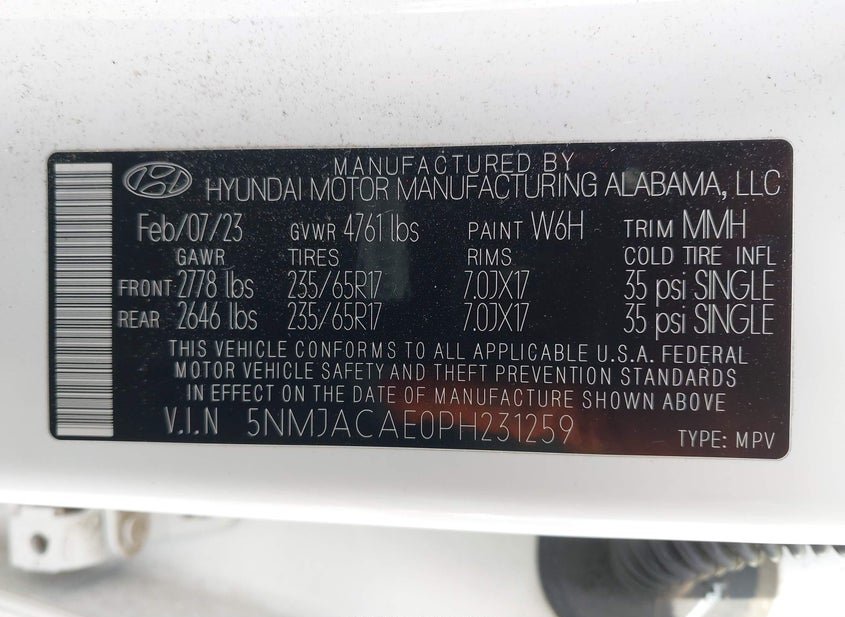 MANUFACTURED BY
HYUNDAI MOTOR MANUFACTURING ALABAMA, LLC
Feb/07/23 GVWR 4761 lbs PAINT W6H TRIM MMH
GAWR TIRES RIMS COLD TIRE INFL
FRONT 2778 lbs 235/65R17 7.0JX17 35 psi SINGLE
REAR 2646 lbs 235/65R17 7.0JX17 35 psi SINGLE
THIS VEHICLE CONFORMS TO ALL APPLICABLE U.S.A. FEDERAL
MOTOR VEHICLE SAFETY AND THEFT PREVENTION STANDARDS
IN EFFECT ON THE DATE OF MANUFACTURE SHOWN ABOVE
V.I.N 5NMJACAE0PH231259 TYPE: MPV